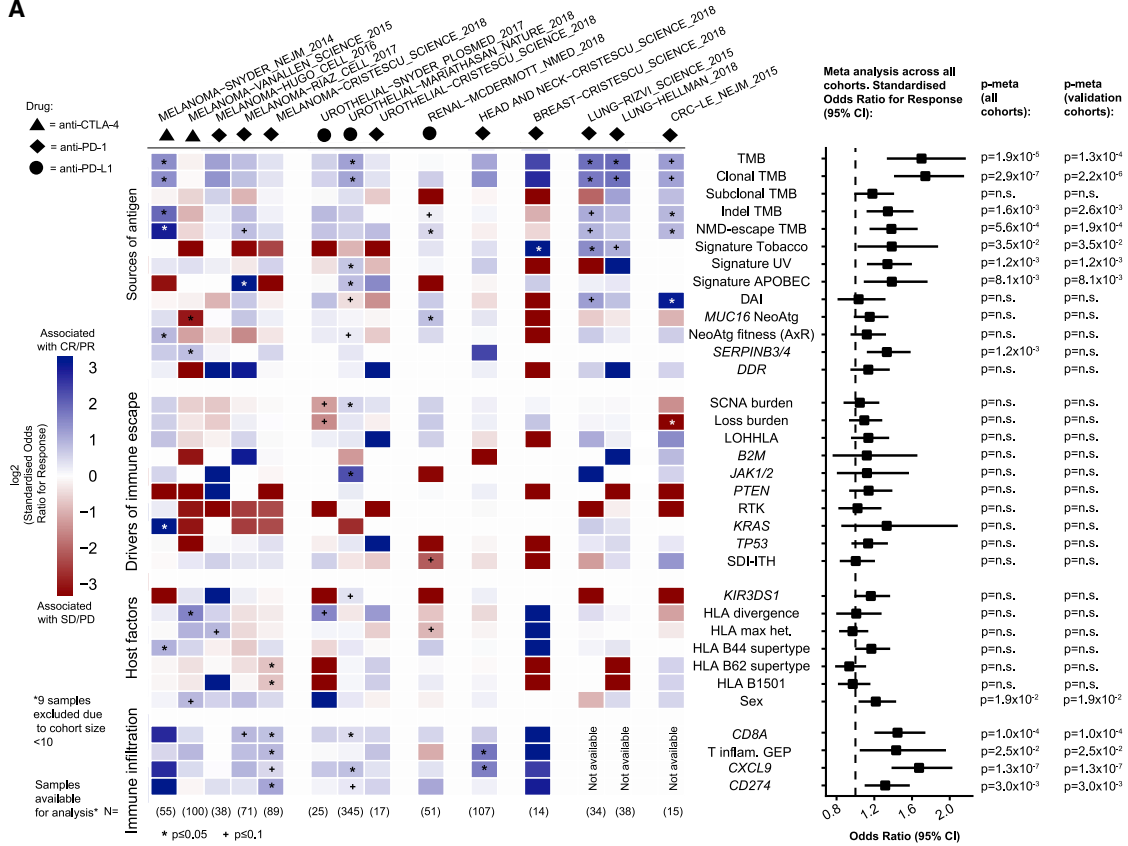 A
MELANOMA-SNYDER_NEJM_2014
MELANOMA-VANALLEN_SCIENCE_2015
MELANOMA-HUGO_CELL_2016
MELANOMA-RIAZ_CELL_2017
MELANOMA-CRISTESCU_SCIENCE_2018
UROTHELIAL-SNYDER_PLOSMED_2017
UROTHELIAL-MARIATHASAN_NATURE_2018
UROTHELIAL-CRISTESCU_SCIENCE_2018
RENAL-MCDERMOTT_NMED_2018
HEAD AND NECK-CRISTESCU_SCIENCE_2018
BREAST-CRISTESCU_SCIENCE_2018
LUNG-RIZVI_SCIENCE_2015
LUNG-HELLMAN_2018
CRC-LE_NEJM_2015
Drug:
= anti-CTLA-4
= anti-PD-1
= anti-PD-L1
Meta analysis across all
cohorts. Standardised
Odds Ratio for Response
(95% CI):
p-meta
(all
cohorts):
p-meta
(validation
cohorts):
Sources of antigen
TMB p=1.9x10-5 p=1.3x10-4
Clonal TMB p=2.9x10-7 p=2.2x10-6
Subclonal TMB p=n.s. p=n.s.
Indel TMB p=1.6x10-3 p=2.6x10-3
NMD-escape TMB p=5.6x10-4 p=1.9x10-4
Signature Tobacco p=3.5x10-2 p=3.5x10-2
Signature UV p=1.2x10-3 p=1.2x10-3
Signature APOBEC p=8.1x10-3 p=8.1x10-3
DAI p=n.s. p=n.s.
MUC16 NeoAtg p=n.s. p=n.s.
NeoAtg fitness (AxR) p=n.s. p=n.s.
SERPINB3/4 p=1.2x10-3 p=n.s.
DDR p=n.s. p=n.s.
Drivers of immune escape
SCNA burden p=n.s. p=n.s.
Loss burden p=n.s. p=n.s.
LOHHLA p=n.s. p=n.s.
B2M p=n.s. p=n.s.
JAK1/2 p=n.s. p=n.s.
PTEN p=n.s. p=n.s.
RTK p=n.s. p=n.s.
KRAS p=n.s. p=n.s.
TP53 p=n.s. p=n.s.
SDI-ITH p=n.s. p=n.s.
Host factors
KIR3DS1 p=n.s. p=n.s.
HLA divergence p=n.s. p=n.s.
HLA max het. p=n.s. p=n.s.
HLA B44 supertype p=n.s. p=n.s.
HLA B62 supertype p=n.s. p=n.s.
HLA B1501 p=n.s. p=n.s.
Sex p=1.9x10-2 p=1.9x10-2
Immune infiltration
CD8A p=1.0x10-4 p=1.0x10-4
T inflam. GEP p=2.5x10-2 p=2.5x10-2
CXCL9 p=1.3x10-7 p=1.3x10-7
CD274 p=3.0x10-3 p=3.0x10-3
Not available
Not available
Not available
Associated
with CR/PR
3
2
1
0
−1
−2
−3
log2
(Standardised Odds
Ratio for Response)
Associated
with SD/PD
*9 samples
excluded due
to cohort size
<10
Samples
available
for analysis* N= (55) (100) (38) (71) (89) (25) (345) (17) (51) (107) (14) (34) (38) (15)
* p≤0.05 + p≤0.1
0.8 1.2 1.6 2.0
Odds Ratio (95% CI)